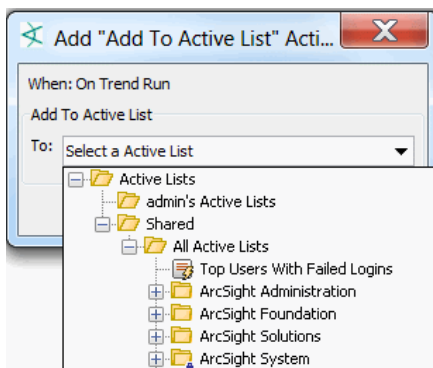 Add "Add To Active List" Acti...
When: On Trend Run
Add To Active List
To: Select a Active List
Active Lists
admin's Active Lists
Shared
All Active Lists
Top Users With Failed Logins
ArcSight Administration
ArcSight Foundation
ArcSight Solutions
ArcSight System